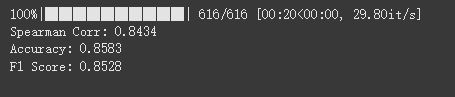 100%|██████████| 616/616 [00:20<00:00, 29.80it/s]
Spearman Corr: 0.8434
Accuracy: 0.8583
F1 Score: 0.8528